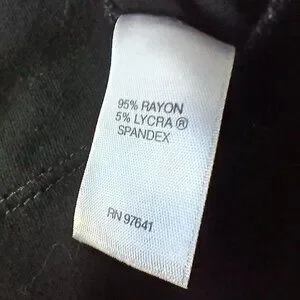 95% RAYON
5% LYCRA ®
SPANDEX
RN 97641